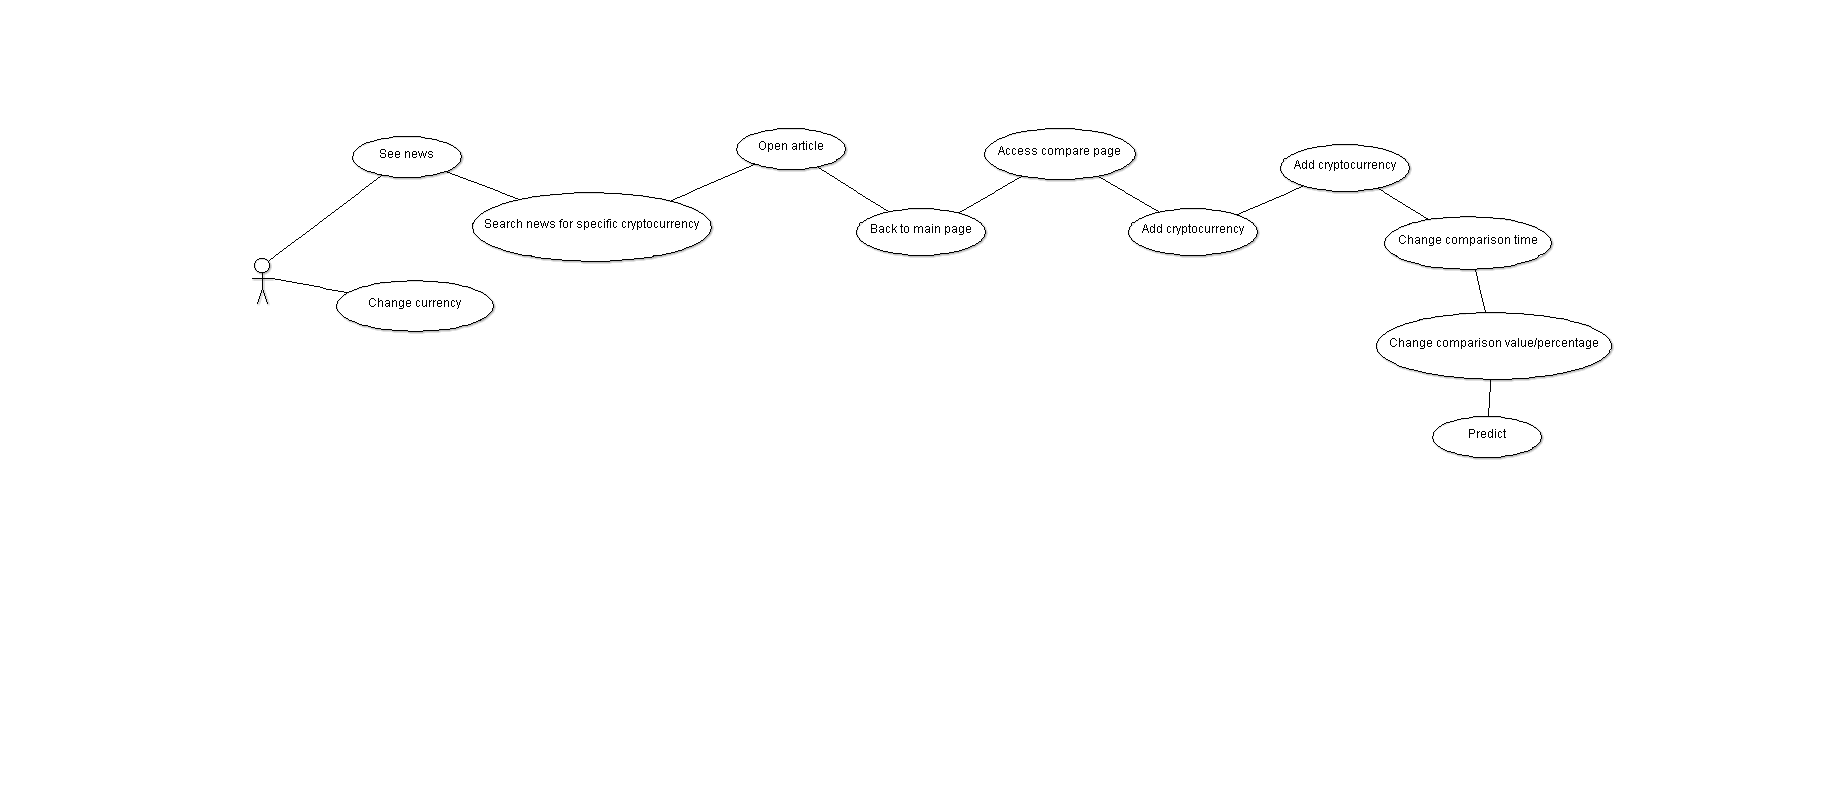 See news
Open article
Access compare page
Add cryptocurrency
Search news for specific cryptocurrency
Back to main page
Add cryptocurrency
Change comparison time
Change currency
Change comparison value/percentage
Predict